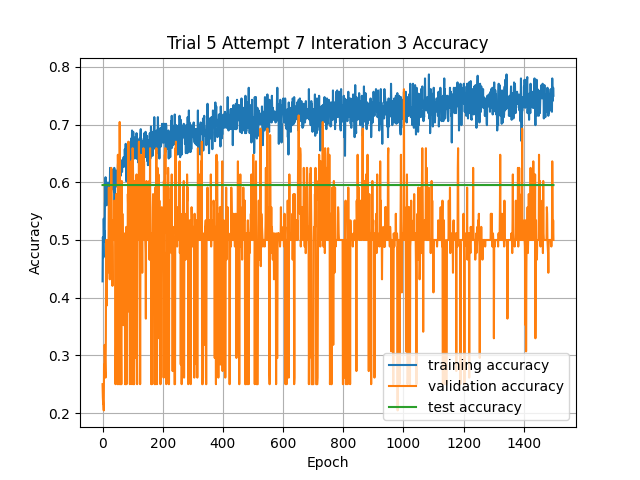 Trial 5 Attempt 7 Interation 3 Accuracy
0.8
0.7
0.6
0.5
0.4
0.3
0.2
Accuracy
training accuracy
validation accuracy
test accuracy
0 200 400 600 800 1000 1200 1400
Epoch